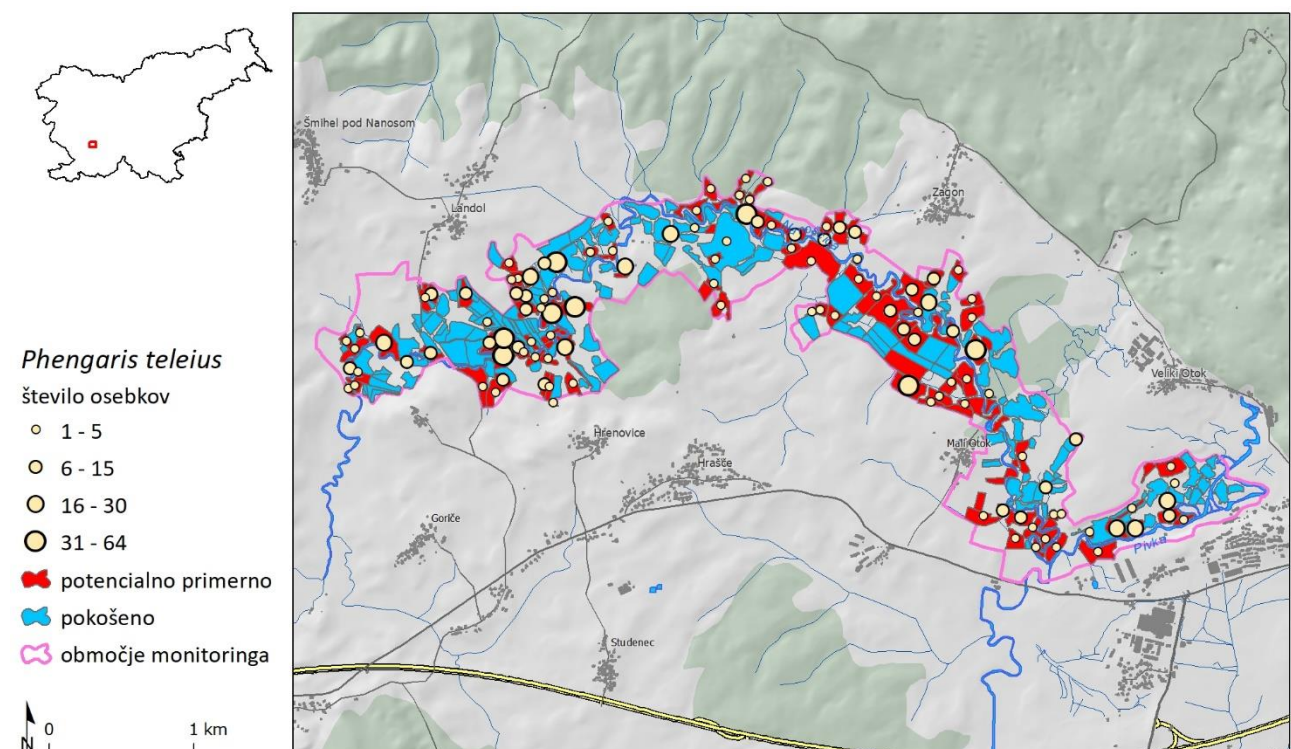 Phengaris teleius
število osebkov
1 - 5
6 - 15
16 - 30
31 - 64
potencialno primerno
pokošeno
območje monitoringa
N
0
1 km
Šmihel pod Nanosom
Landol
Zagon
Veliki Otok
Mali Otok
Hrenovice
Hrašče
Goriče
Pivka
Studenec